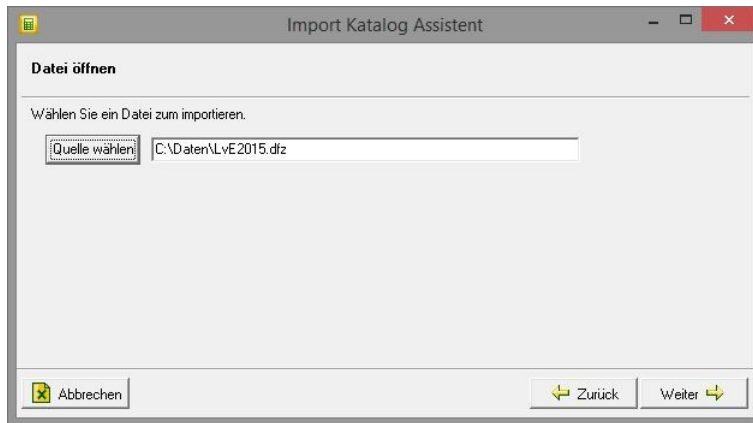 Import Katalog Assistent
Datei öffnen
Wählen Sie ein Datei zum importieren.
Quelle wählen C:\Daten\LvE2015.dfz
Abbrechen Zurück Weiter